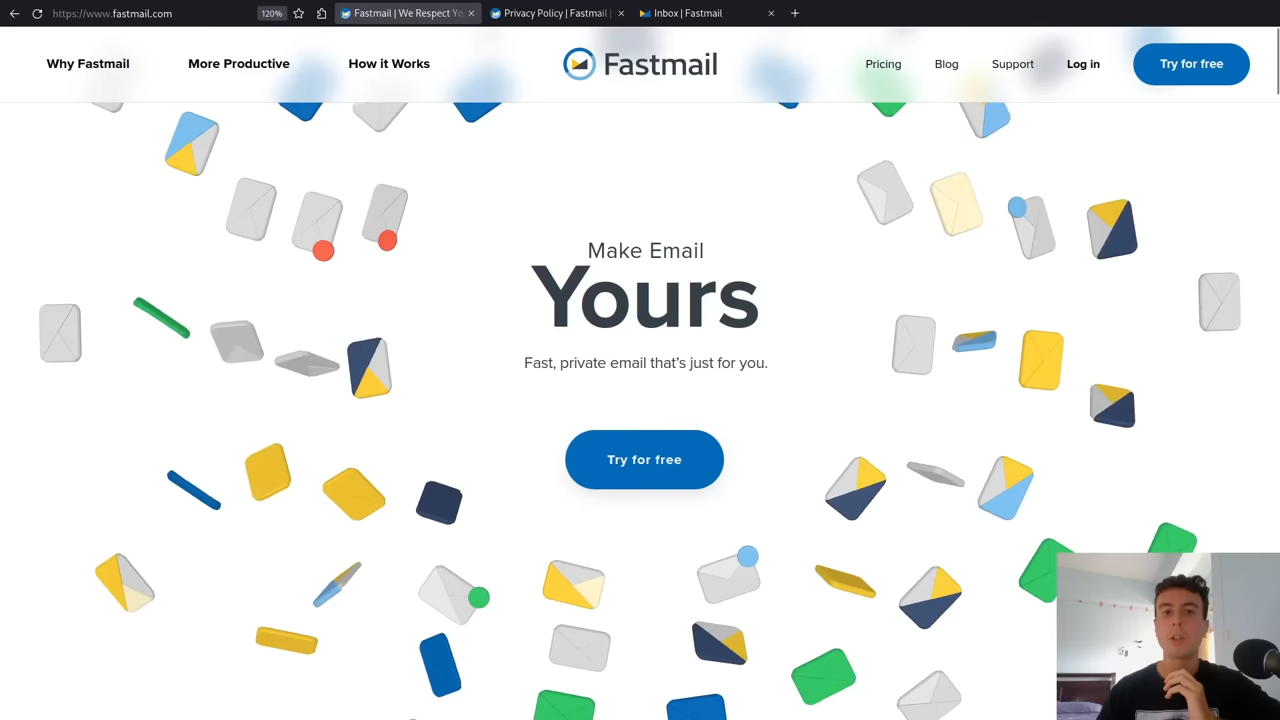 https://www.fastmail.com
120%
Fastmail | We Respect Yo
Privacy Policy | Fastmail |
Inbox | Fastmail
Why Fastmail
More Productive
How it Works
Fastmail
Pricing
Blog
Support
Log in
Try for free
Make Email
Yours
Fast, private email that's just for you.
Try for free